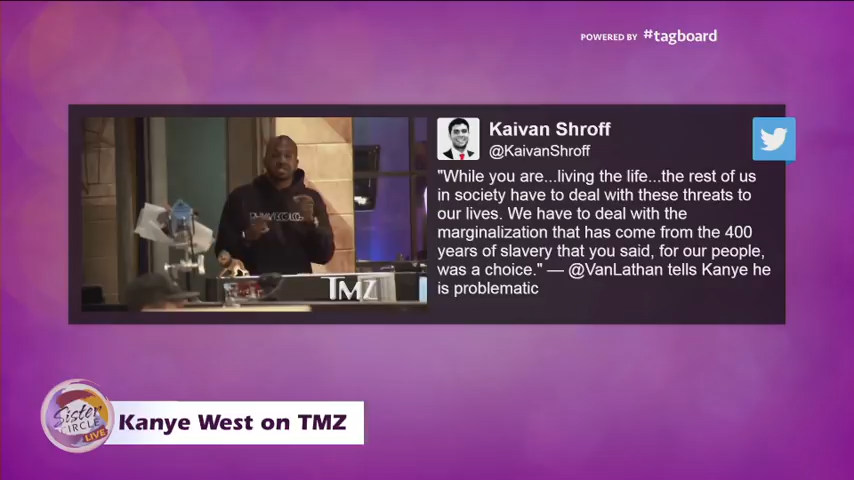 POWERED BY #tagboard
Kaivan Shroff
@KaivanShroff
"While you are...living the life...the rest of us
in society have to deal with these threats to
our lives. We have to deal with the
marginalization that has come from the 400
years of slavery that you said, for our people,
was a choice." — @VanLathan tells Kanye he
is problematic
TMZ
Sister
CIRCLE
LIVE
Kanye West on TMZ